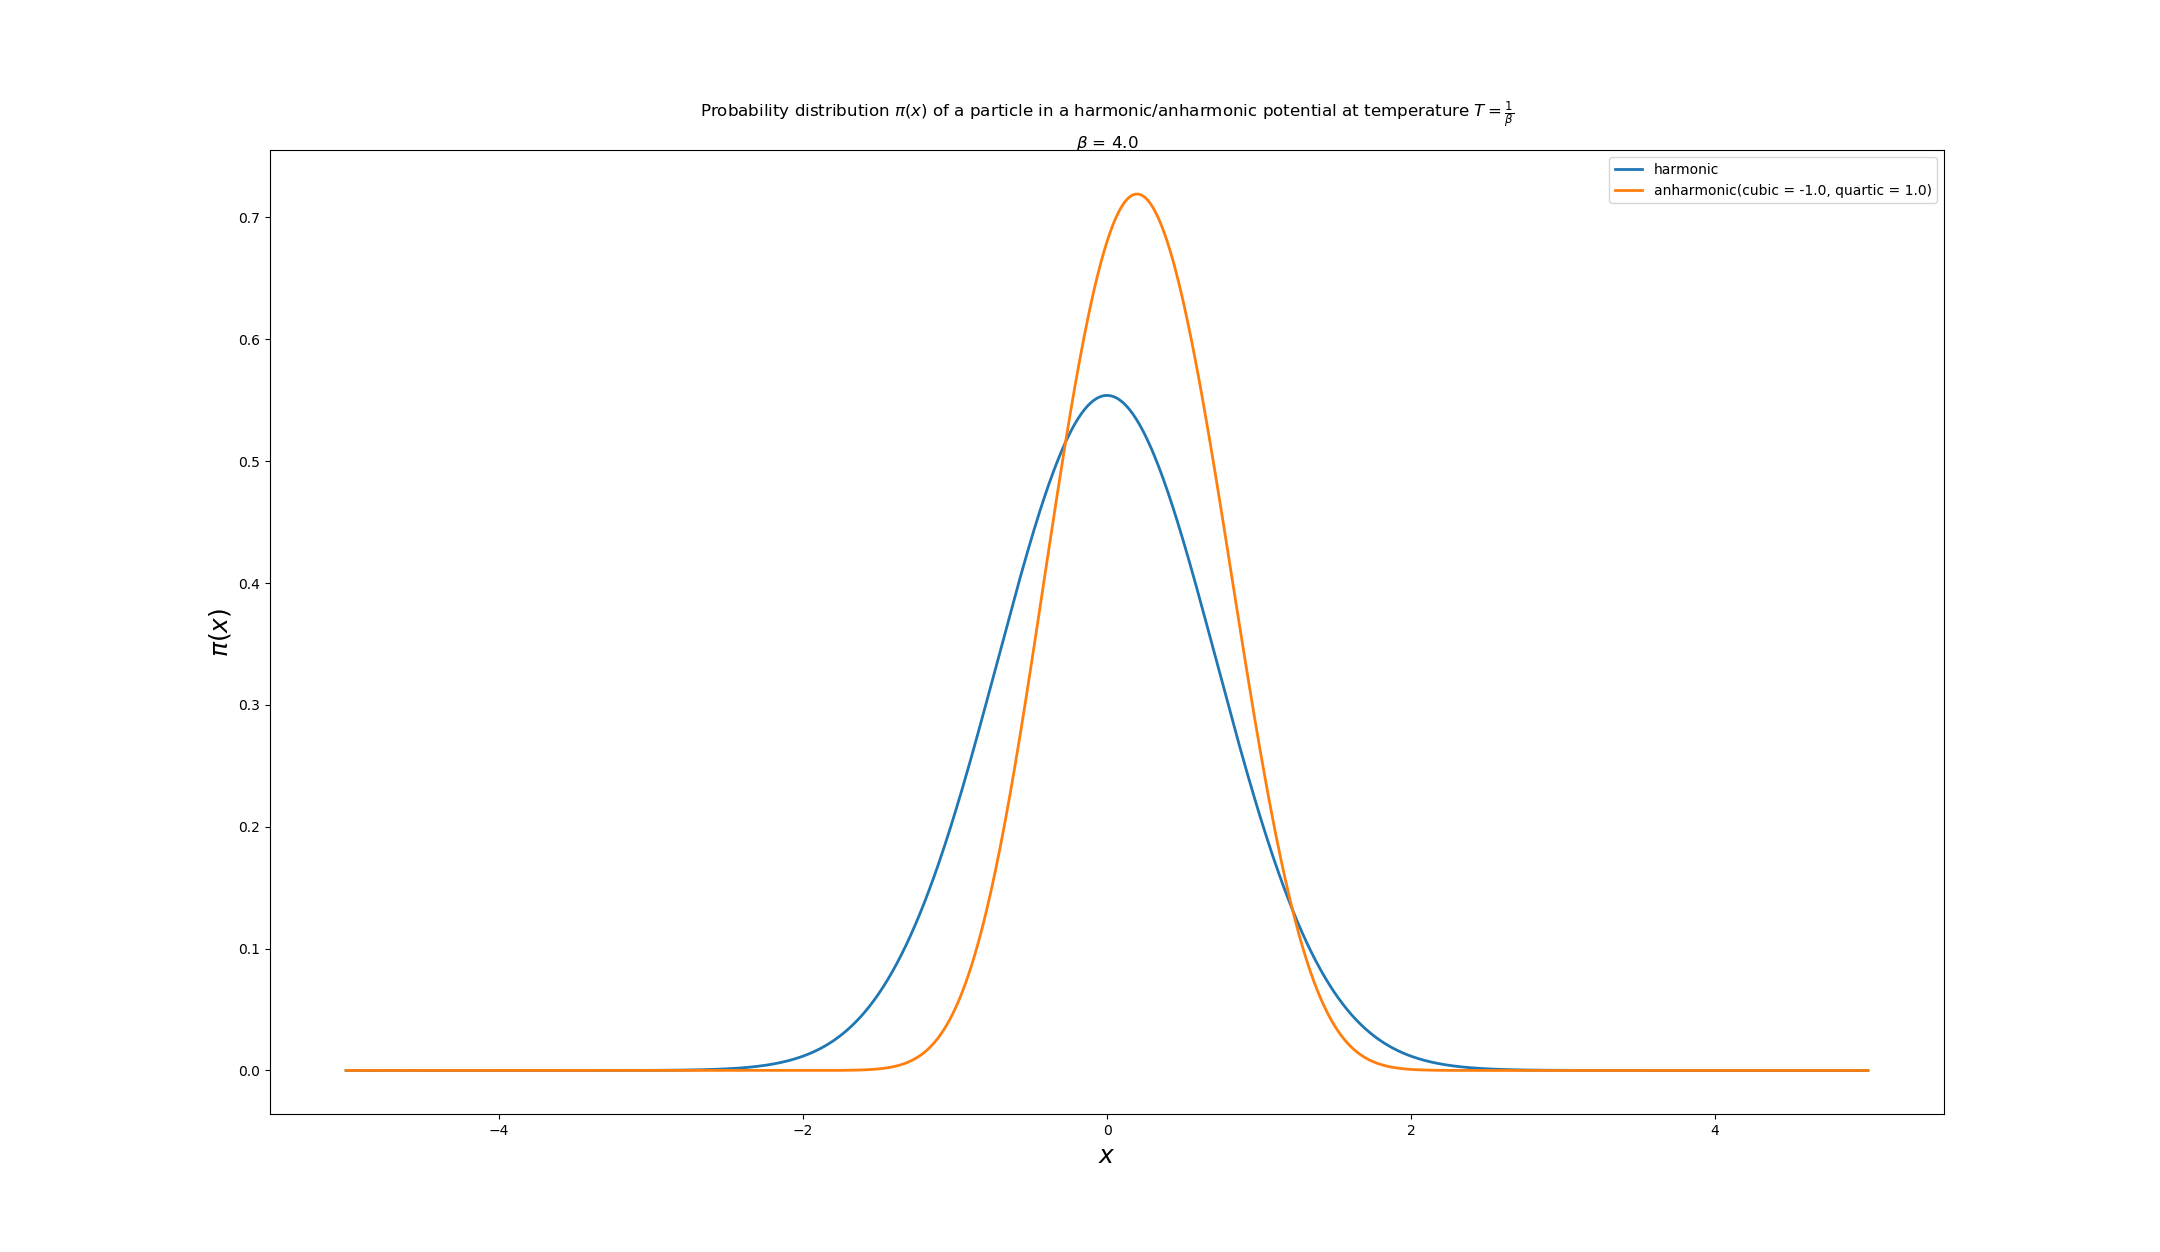 Probability distribution π(x) of a particle in a harmonic/anharmonic potential at temperature T = 1/β
β = 4.0
harmonic
anharmonic(cubic = -1.0, quartic = 1.0)
π(x)
0.7
0.6
0.5
0.4
0.3
0.2
0.1
0.0
−4 −2 0 2 4
x